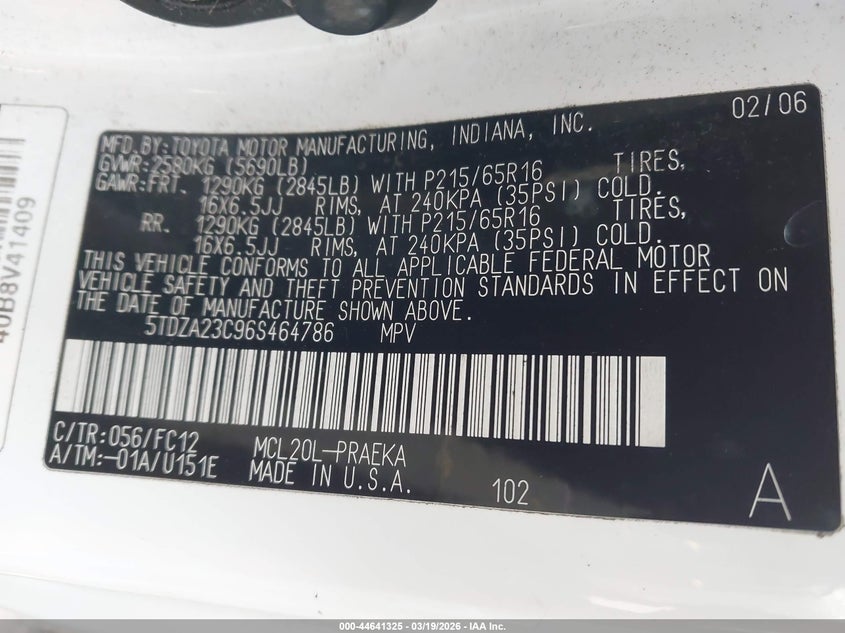 02/06
MFD.BY:TOYOTA MOTOR MANUFACTURING, INDIANA, INC.
GVWR:2580KG (5690LB)
GAWR:FRT. 1290KG (2845LB) WITH P215/65R16 TIRES,
16X6.5JJ RIMS, AT 240KPA (35PSI) COLD.
RR. 1290KG (2845LB) WITH P215/65R16 TIRES,
16X6.5JJ RIMS, AT 240KPA (35PSI) COLD.
THIS VEHICLE CONFORMS TO ALL APPLICABLE FEDERAL MOTOR
VEHICLE SAFETY AND THEFT PREVENTION STANDARDS IN EFFECT ON
THE DATE OF MANUFACTURE SHOWN ABOVE.
5TDZA23C96S464786 MPV
C/TR:056/FC12 MCL20L-PRAEKA
A/TM:-01A/U151E MADE IN U.S.A. 102 A
40IB8V41409
000-44641325 | 03/19/2026 | IAA Inc.